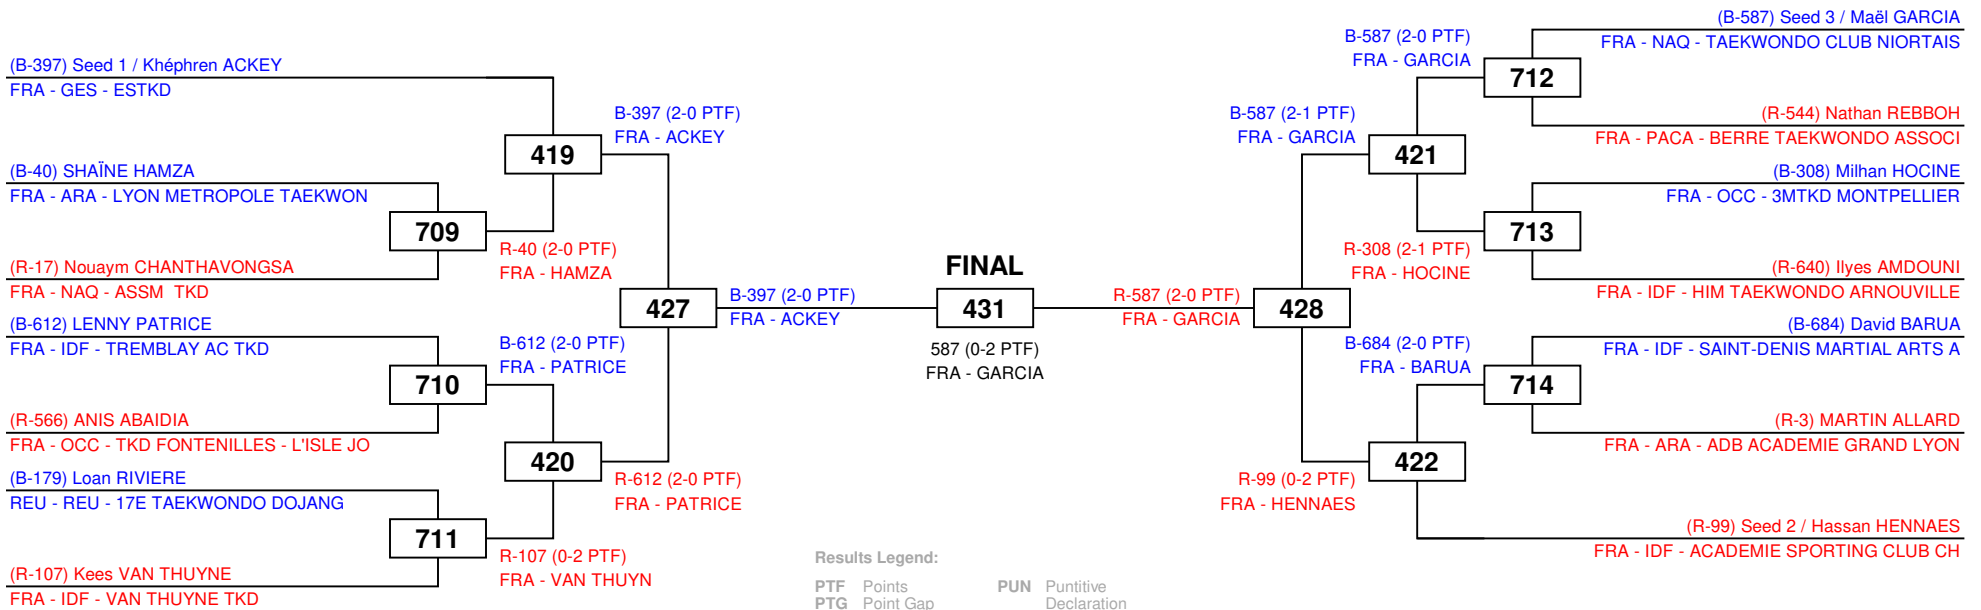 (B-397) Seed 1 / Khéphren ACKEY
FRA - GES - ESTKD
(B-40) SHAÏNE HAMZA
FRA - ARA - LYON METROPOLE TAEKWON
(R-17) Nouaym CHANTHAVONGSA
FRA - NAQ - ASSM  TKD
(B-612) LENNY PATRICE
FRA - IDF - TREMBLAY AC TKD
(R-566) ANIS ABAIDIA
FRA - OCC - TKD FONTENILLES - L'ISLE JO
(B-179) Loan RIVIERE
REU - REU - 17E TAEKWONDO DOJANG
(R-107) Kees VAN THUYNE
FRA - IDF - VAN THUYNE TKD
709
710
711
R-40 (2-0 PTF)
FRA - HAMZA
B-612 (2-0 PTF)
FRA - PATRICE
R-107 (0-2 PTF)
FRA - VAN THUYN
419
420
B-397 (2-0 PTF)
FRA - ACKEY
R-612 (2-0 PTF)
FRA - PATRICE
427
B-397 (2-0 PTF)
FRA - ACKEY
FINAL
431
587 (0-2 PTF)
FRA - GARCIA
R-587 (2-0 PTF)
FRA - GARCIA
428
B-587 (2-1 PTF)
FRA - GARCIA
R-99 (0-2 PTF)
FRA - HENNAES
421
422
B-587 (2-0 PTF)
FRA - GARCIA
R-308 (2-1 PTF)
FRA - HOCINE
B-684 (2-0 PTF)
FRA - BARUA
712
713
714
(B-587) Seed 3 / Maël GARCIA
FRA - NAQ - TAEKWONDO CLUB NIORTAIS
(R-544) Nathan REBBOH
FRA - PACA - BERRE TAEKWONDO ASSOCI
(B-308) Milhan HOCINE
FRA - OCC - 3MTKD MONTPELLIER
(R-640) Ilyes AMDOUNI
FRA - IDF - HIM TAEKWONDO ARNOUVILLE
(B-684) David BARUA
FRA - IDF - SAINT-DENIS MARTIAL ARTS A
(R-3) MARTIN ALLARD
FRA - ARA - ADB ACADEMIE GRAND LYON
(R-99) Seed 2 / Hassan HENNAES
FRA - IDF - ACADEMIE SPORTING CLUB CH
Results Legend:
PTF Points
PTG Point Gap
PUN Puntitive
Declaration